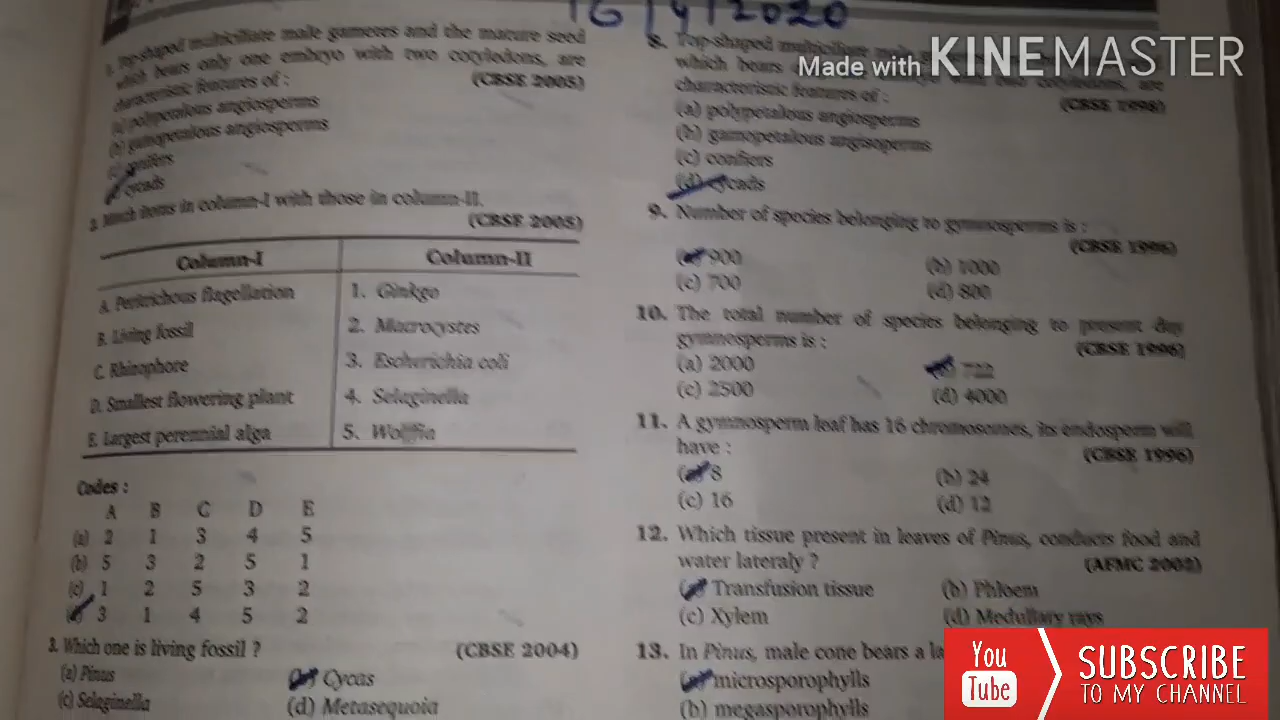 16/4/2020
Top-shaped multiciliate male gametes and the mature seed
which bears only one embryo with two cotyledons, are
characteristic features of :
(CBSE 2005)
(a) polypetalous angiosperms
(b) gamopetalous angiosperms
(c) conifers
cycads
2. Match items in column-I with those in column-II.
(CBSE 2005)
Column-I Column-II
A. Peritrichous flagellation 1. Ginkgo
B. Living fossil 2. Macrocystes
C. Rhinophore 3. Escherichia coli
D. Smallest flowering plant 4. Selaginella
E. Largest perennial alga 5. Wolffia
Codes :
A B C D E
(a) 2 1 3 4 5
(b) 5 3 2 5 1
(c) 1 2 5 3 2
3 1 4 5 2
3. Which one is living fossil ? (CBSE 2004)
(a) Pinus Cycas
(c) Selaginella (d) Metasequoia
8. Top-shaped multiciliate male
which bears
characteristic features of :
(CBSE 1998)
(a) polypetalous angiosperms
(b) gamopetalous angisoperms
(c) confiers
(d) cycads
9. Number of species belonging to gymnosperms is :
(CBSE 1996)
(a) 900 (b) 1000
(c) 700 (d) 800
10. The total number of species belonging to present day
gymnosperms is :
(CBSE 1996)
(a) 2000 722
(c) 2500 (d) 4000
11. A gymnosperm leaf has 16 chromosomes, its endosperm will
have :
(CBSE 1996)
(a) 8 (b) 24
(c) 16 (d) 12
12. Which tissue present in leaves of Pinus, conducts food and
water lateraly ? (AFMC 2002)
Transfusion tissue (b) Phloem
(c) Xylem (d) Medullary rays
13. In Pinus, male cone bears a la
microsporophylls
(b) megasporophylls
Made with KINEMASTER
You Tube
SUBSCRIBE
TO MY CHANNEL